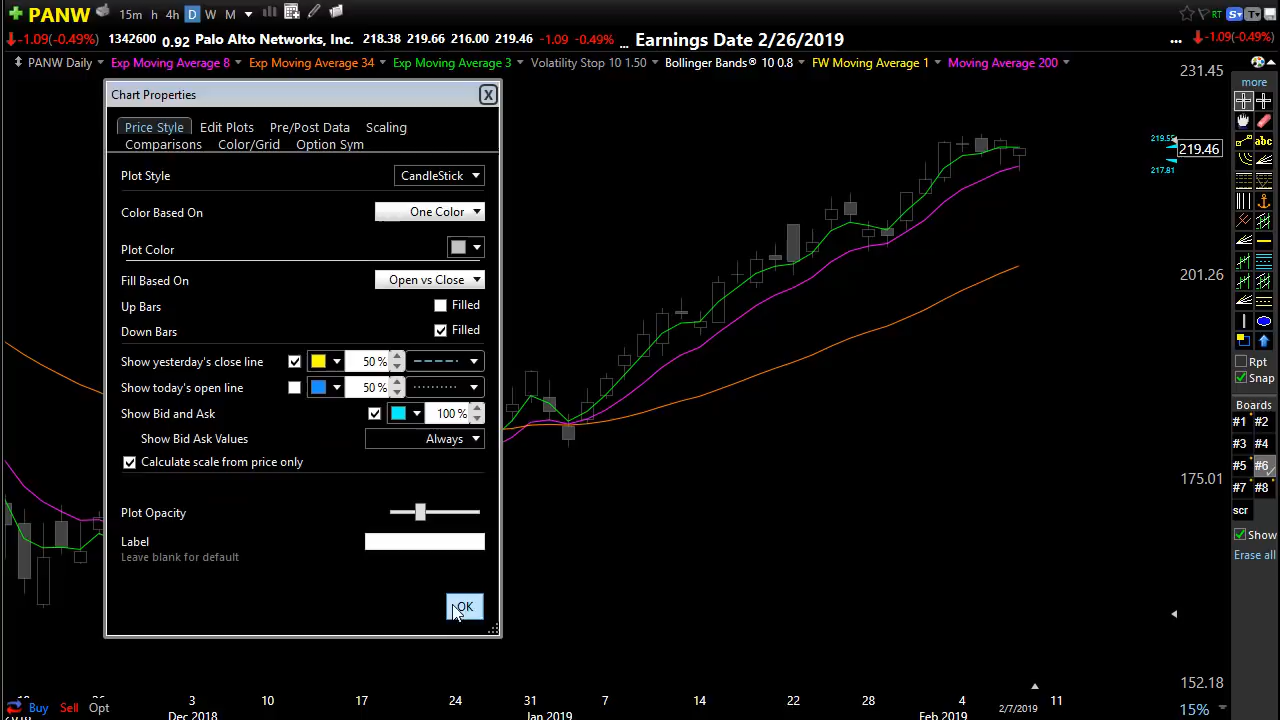 PANW 15m h 4h D W M RT S T
-1.09(-0.49%) 1342600 0.92 Palo Alto Networks, Inc. 218.38 219.66 216.00 219.46 -1.09 -0.49% ... Earnings Date 2/26/2019 ... -1.09(-0.49%)
PANW Daily Exp Moving Average 8 Exp Moving Average 34 Exp Moving Average 3 Volatility Stop 10 1.50 Bollinger Bands® 10 0.8 FW Moving Average 1 Moving Average 200
231.45
more
abc
Chart Properties X
Price Style Edit Plots Pre/Post Data Scaling
Comparisons Color/Grid Option Sym
Plot Style CandleStick
Color Based On One Color
Plot Color
Fill Based On Open vs Close
Up Bars Filled
Down Bars Filled
Show yesterday's close line 50 %
Show today's open line 50 %
Show Bid and Ask 100 %
Show Bid Ask Values Always
Calculate scale from price only
Plot Opacity
Label
Leave blank for default
OK
219.46
217.81
201.26
175.01
152.18
Rpt
Snap
Boards
#1 #2
#3 #4
#5 #6
#7 #8
scr
Show
Erase all
3 10 17 24 31 7 14 22 28 4 11
Buy Sell Opt Dec 2018 Jan 2019 Feb 2019 2/7/2019 15%